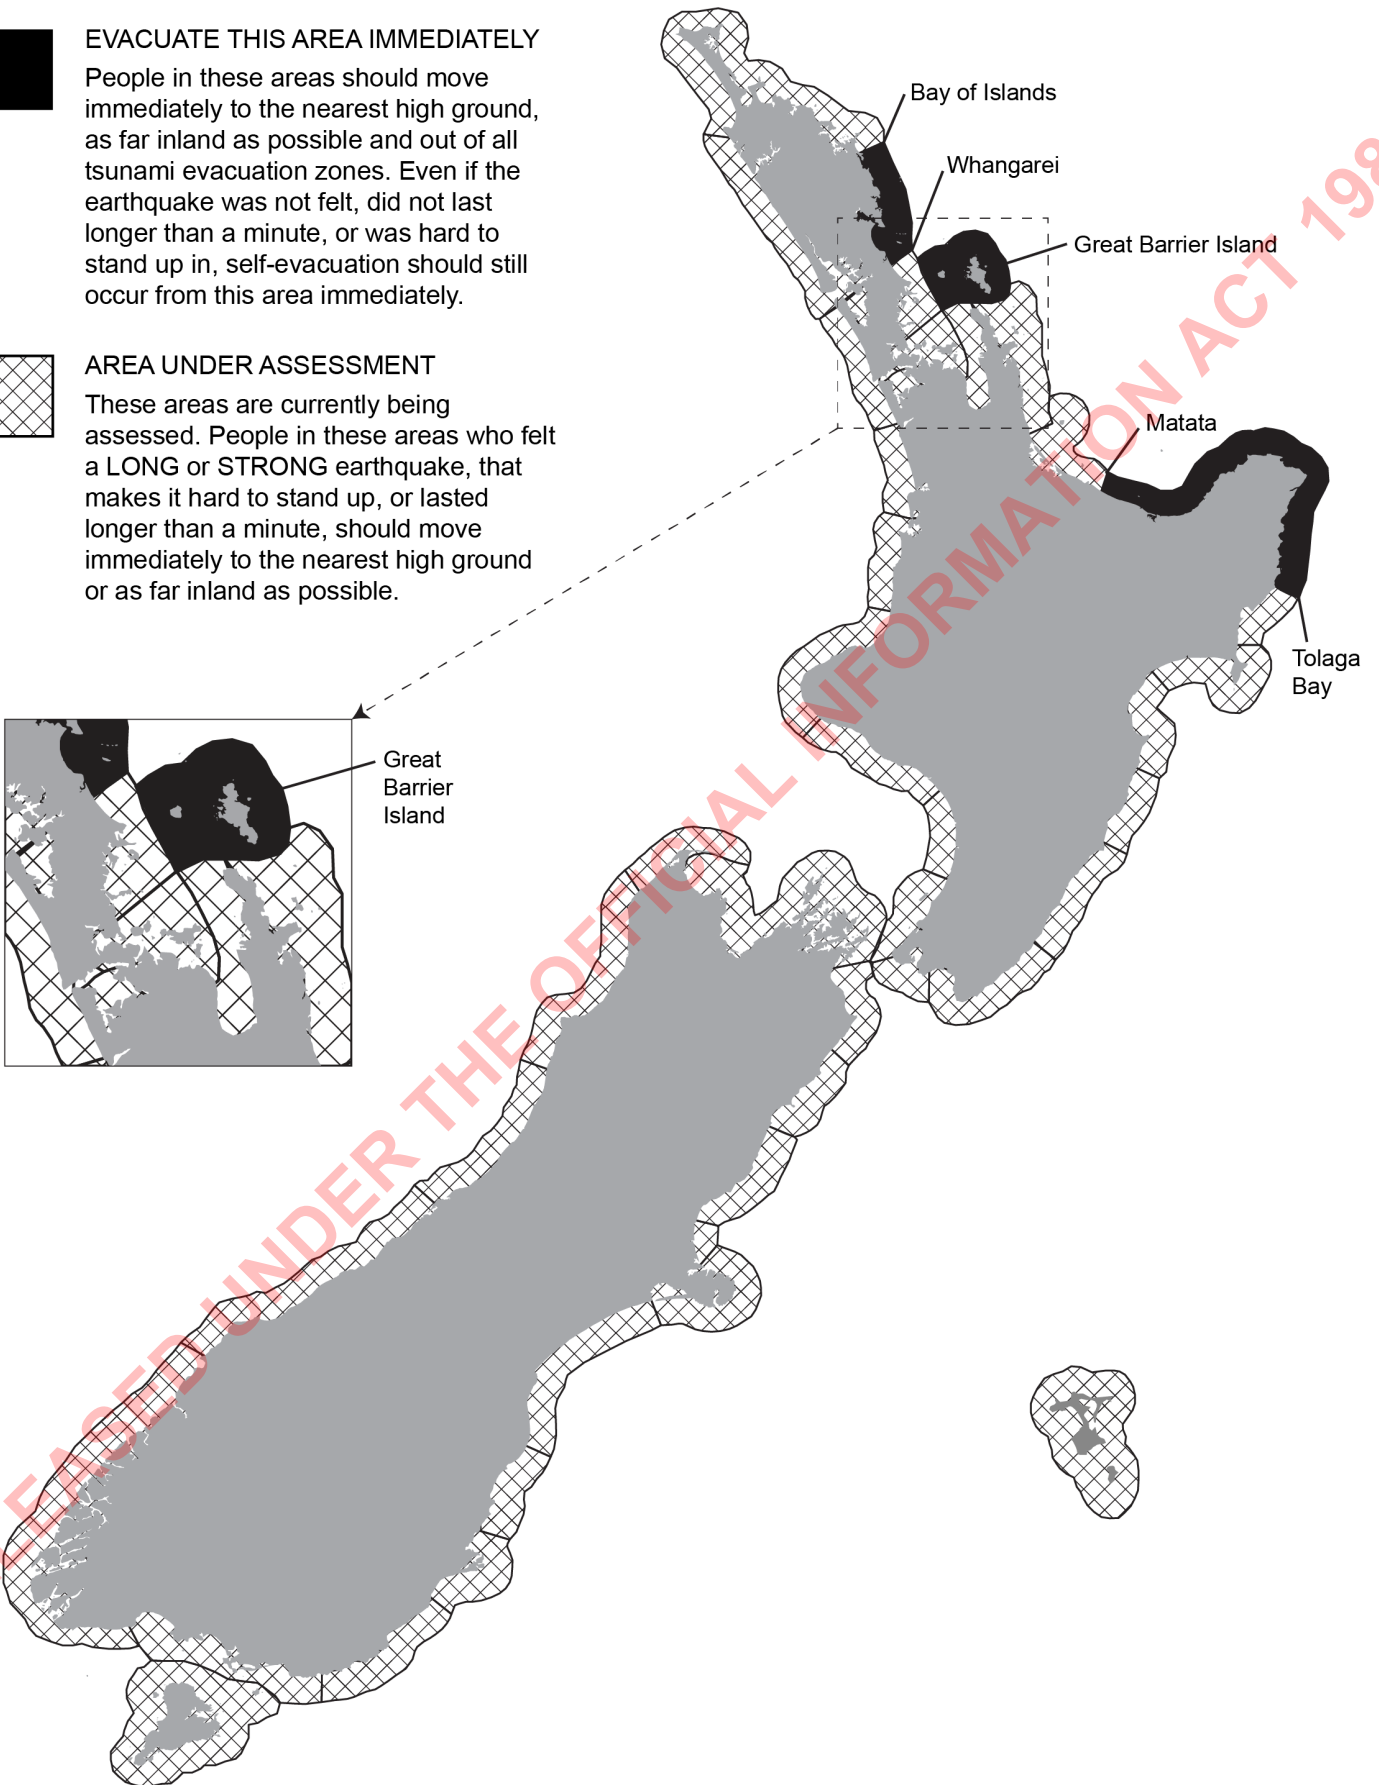 EVACUATE THIS AREA IMMEDIATELY
People in these areas should move
immediately to the nearest high ground,
as far inland as possible and out of all
tsunami evacuation zones. Even if the
earthquake was not felt, did not last
longer than a minute, or was hard to
stand up in, self-evacuation should still
occur from this area immediately.
AREA UNDER ASSESSMENT
These areas are currently being
assessed. People in these areas who felt
a LONG or STRONG earthquake, that
makes it hard to stand up, or lasted
longer than a minute, should move
immediately to the nearest high ground
or as far inland as possible.
Bay of Islands
Whangarei
Great Barrier Island
Matata
Tolaga
Bay
Great
Barrier
Island
LEASED UNDER THE OFFICIAL INFORMATION ACT 198